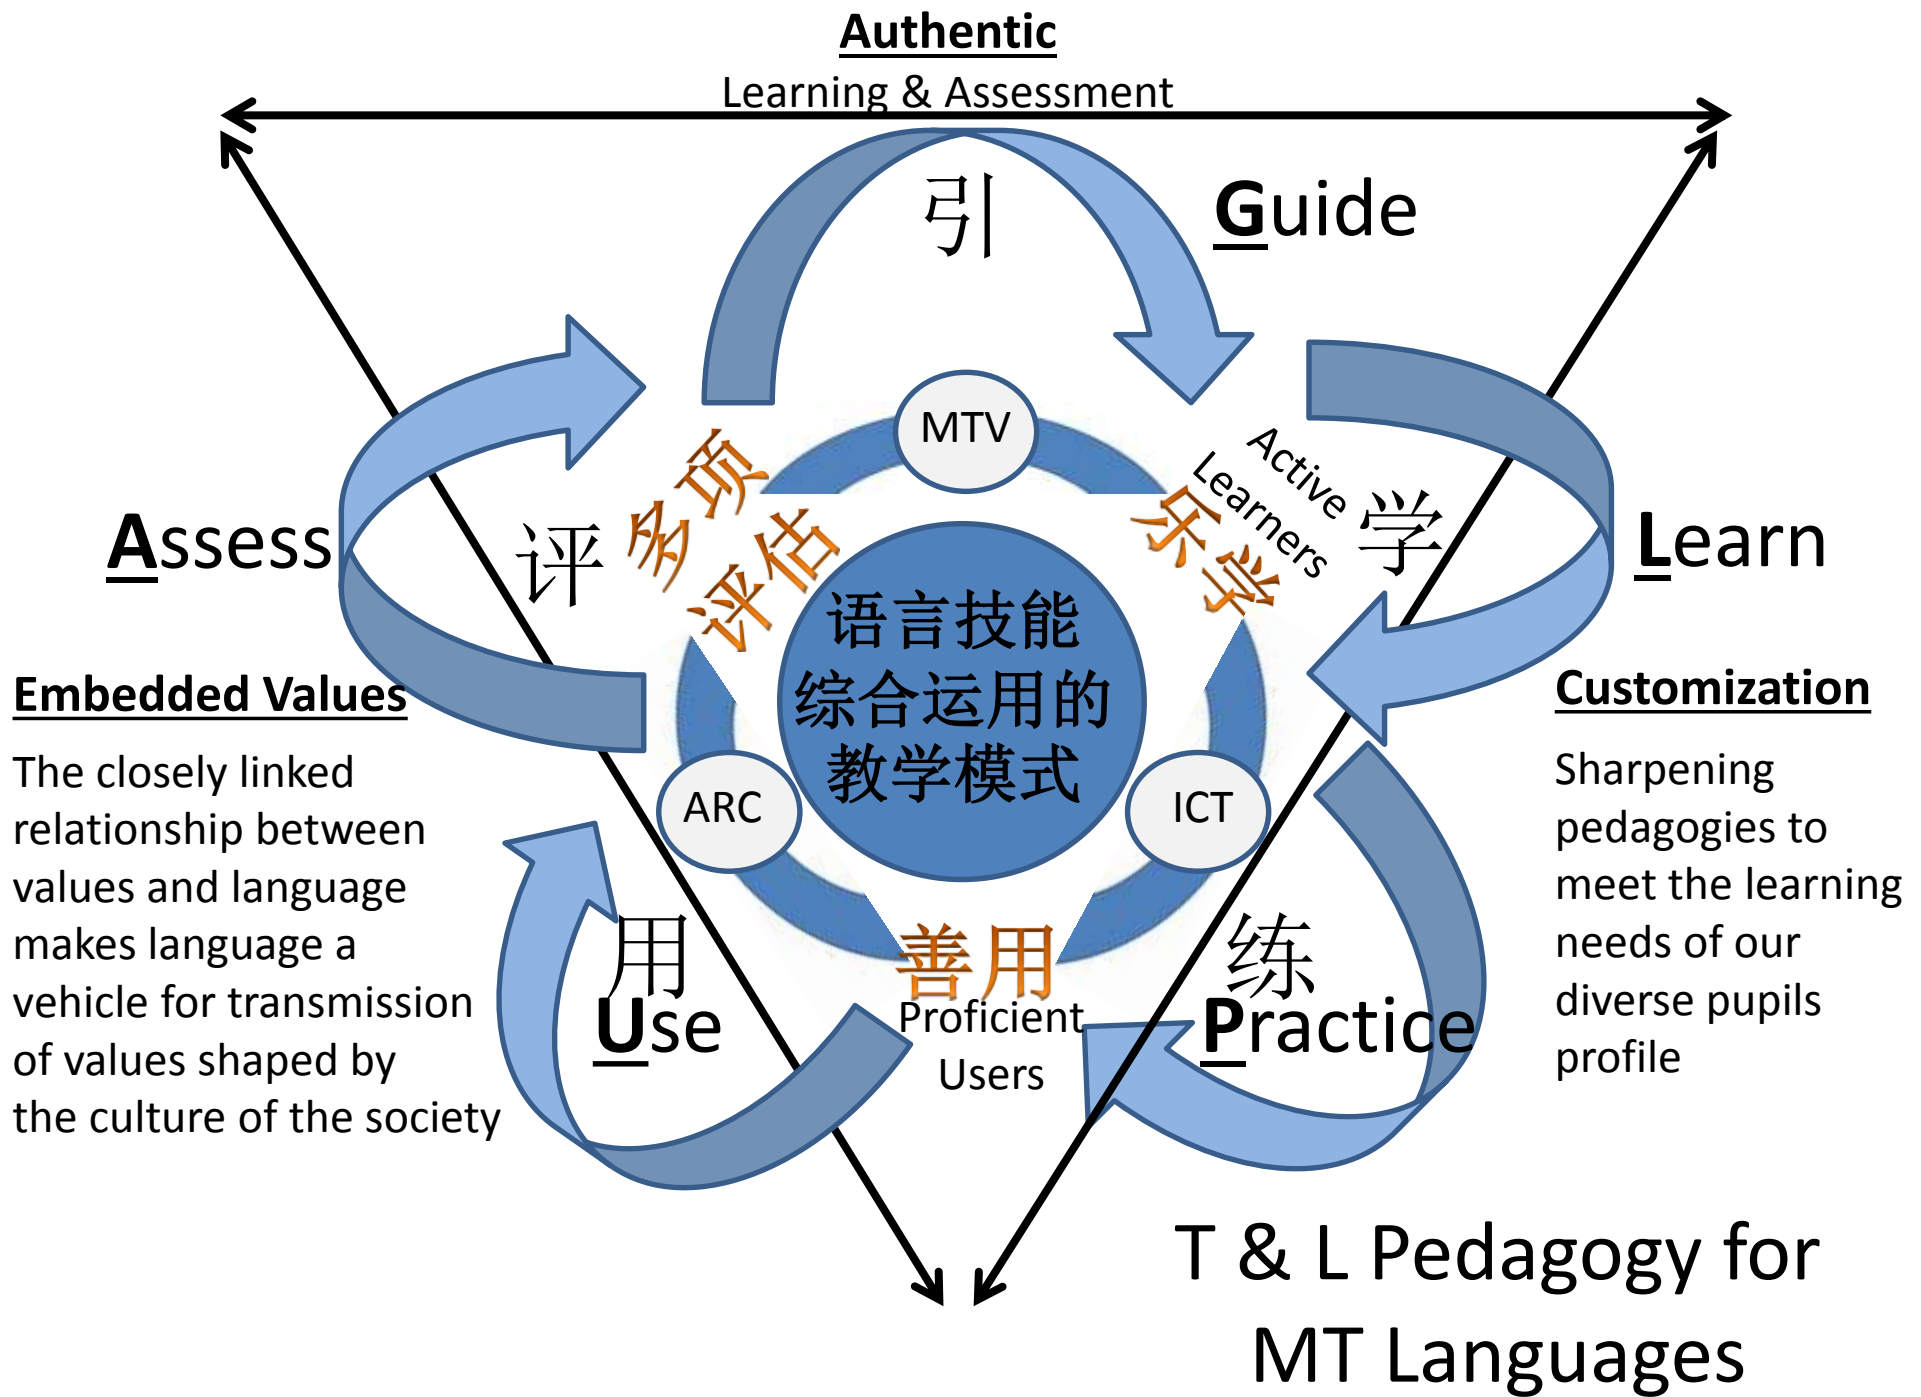 Authentic
Learning & Assessment
引
Guide
MTV
Active
Learners
乐学
学
Learn
Assess
评
多项
评估
语言技能
综合运用的
教学模式
ARC
ICT
Embedded Values
The closely linked
relationship between
values and language
makes language a
vehicle for transmission
of values shaped by
the culture of the society
Customization
Sharpening
pedagogies to
meet the learning
needs of our
diverse pupils
profile
用
Use
善用
Proficient
Users
练
Practice
T & L Pedagogy for
MT Languages